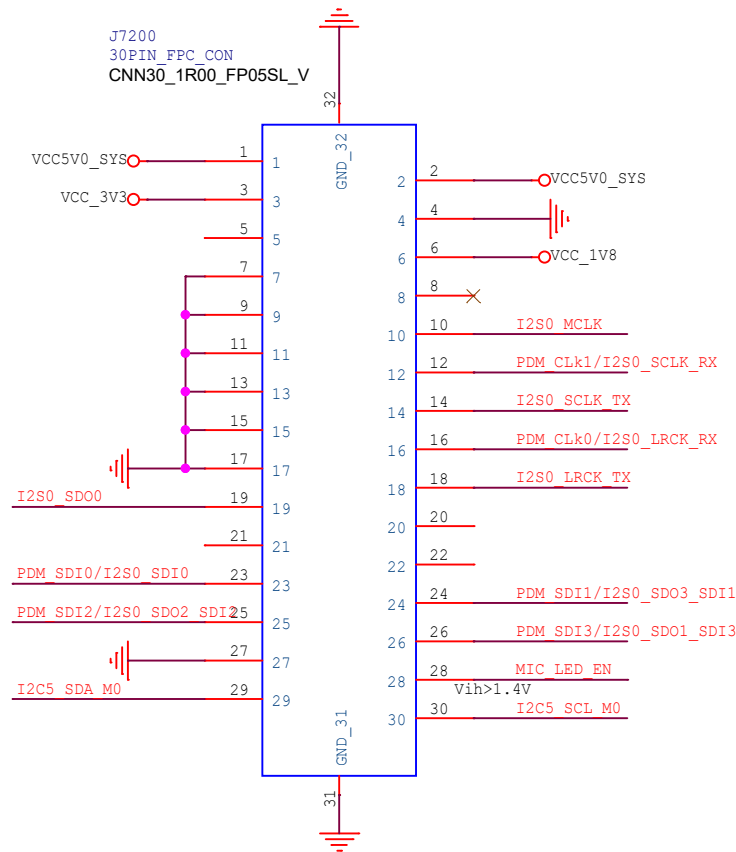 J7200
30PIN_FPC_CON
CNN30_1R00_FP05SL_V
32
GND_32
VCC5V0_SYS 1 1
2 2 VCC5V0_SYS
VCC_3V3 3 3
4 4
5 5
6 6 VCC_1V8
7 7
8 8
9 9
10 10 I2S0_MCLK
11 11
12 12 PDM_CLk1/I2S0_SCLK_RX
13 13
14 14 I2S0_SCLK_TX
15 15
16 16 PDM_CLk0/I2S0_LRCK_RX
17 17
18 18 I2S0_LRCK_TX
I2S0_SDO0 19 19
20 20
21 21
22 22
PDM_SDI0/I2S0_SDI0 23 23
24 24 PDM_SDI1/I2S0_SDO3_SDI1
PDM_SDI2/I2S0_SDO2_SDI2 25 25
26 26 PDM_SDI3/I2S0_SDO1_SDI3
27 27
28 28 MIC_LED_EN
Vih>1.4V
I2C5_SDA_M0 29 29
30 30 I2C5_SCL_M0
GND_31
31